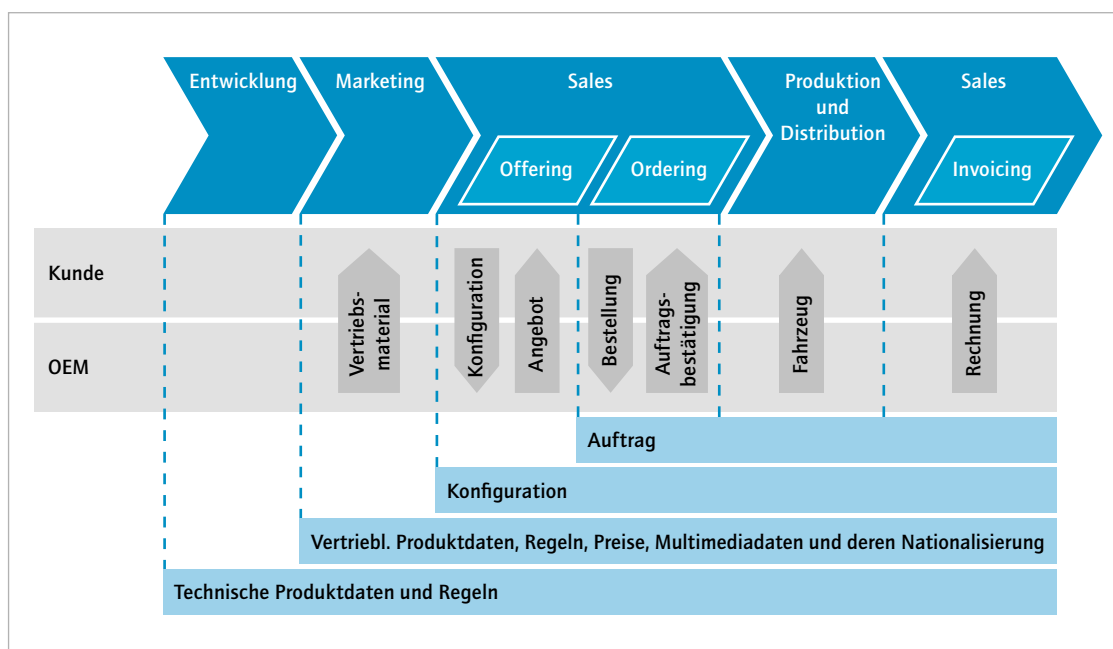 Entwicklung
Marketing
Sales
Produktion
und
Distribution
Sales
Offering
Ordering
Invoicing
Kunde
OEM
Vertriebs-
material
Konfiguration
Angebot
Bestellung
Auftrags-
bestätigung
Fahrzeug
Rechnung
Auftrag
Konfiguration
Vertriebl. Produktdaten, Regeln, Preise, Multimediadaten und deren Nationalisierung
Technische Produktdaten und Regeln